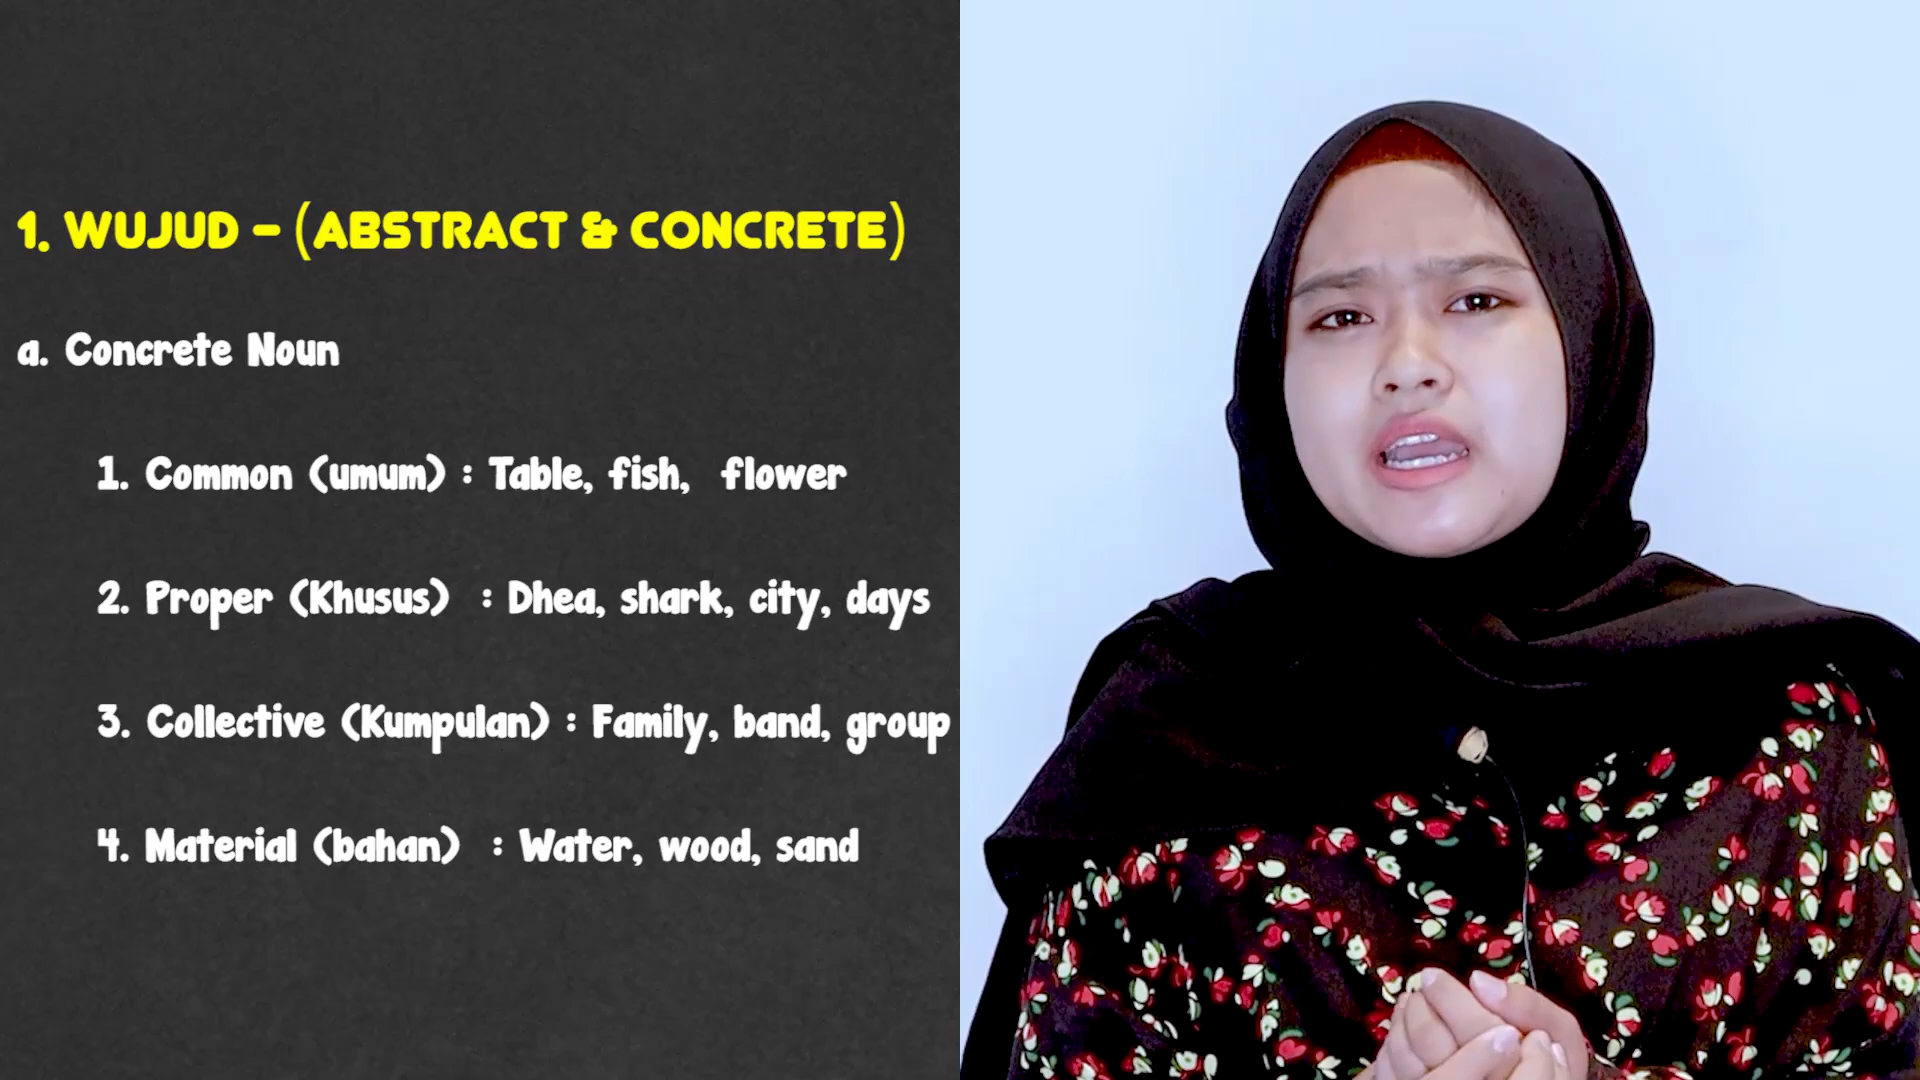 1. WUJUD - (ABSTRACT & CONCRETE)
a. Concrete Noun
1. Common (umum) : Table, fish, flower
2. Proper (Khusus) : Dhea, shark, city, days
3. Collective (Kumpulan) : Family, band, group
4. Material (bahan) : Water, wood, sand